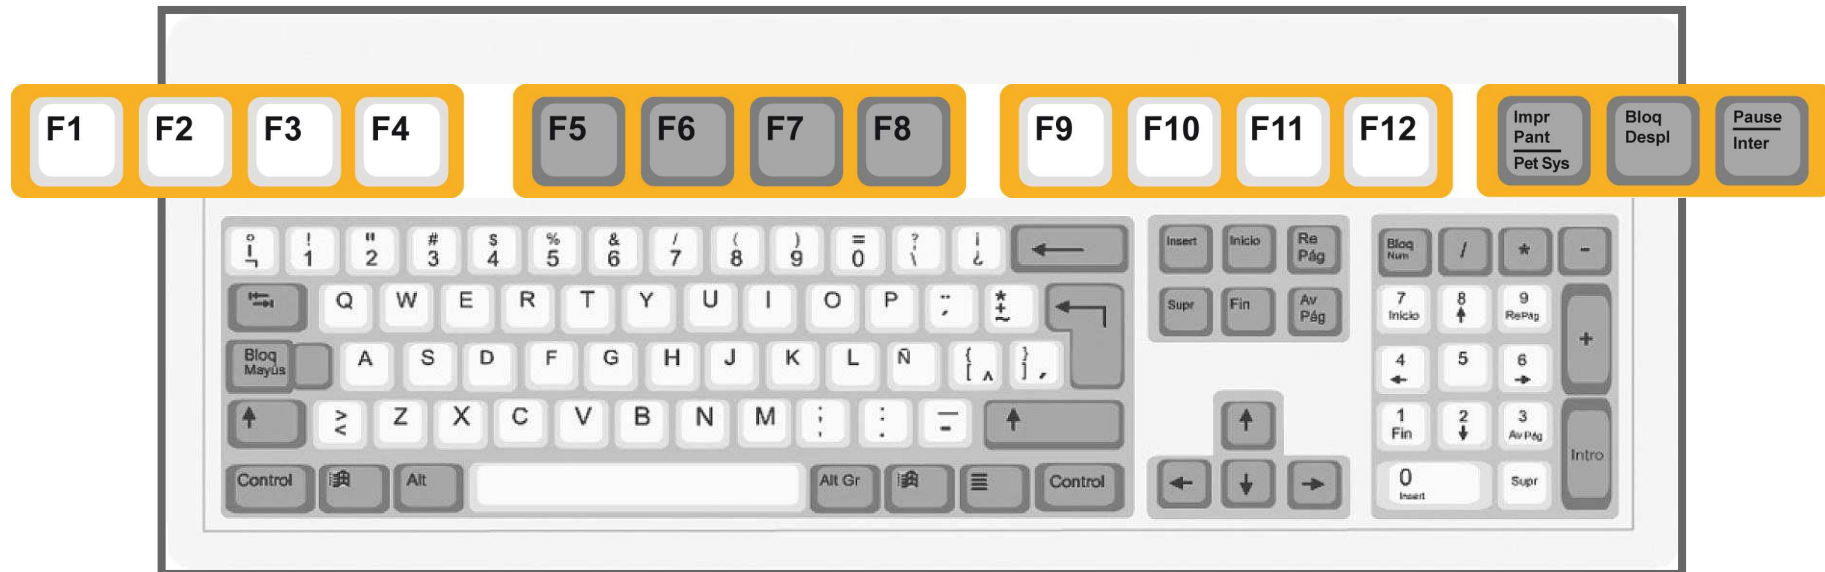 F1 F2 F3 F4 F5 F6 F7 F8 F9 F10 F11 F12
Impr
Pant
Pet Sys
Bloq
Despl
Pause
Inter
! " # $ % & / ( ) = ? ¡
1 2 3 4 5 6 7 8 9 0 ' \ ¿
Insert Inicio Re
Pág
Bloq
Num
/ * -
Q W E R T Y U I O P
* + ~
Supr Fin Av
Pág
7 8 9
Inicio RePág
+
Bloq
Mayús
A S D F G H J K L Ñ { [ ^ } ]
4 5 6
> < Z X C V B N M ; , : . _ -
1 2 3
Fin Av Pág
Control Alt Alt Gr Control
0
Insert
Supr
Intro